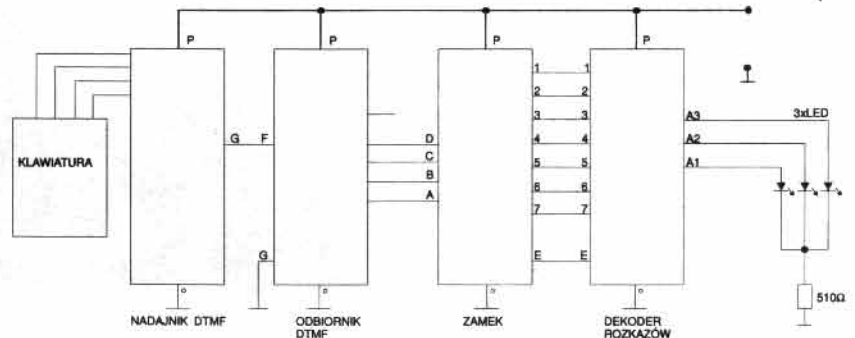 P
P
P
P
1 1
2 2
3 3
A3
3xLED
G F
D
4 4
A2
KLAWIATURA
C
5 5
A1
B
6 6
A
7 7
G
E E
510Ω
NADAJNIK DTMF
ODBIORNIK
DTMF
ZAMEK
DEKODER
ROZKAZÓW